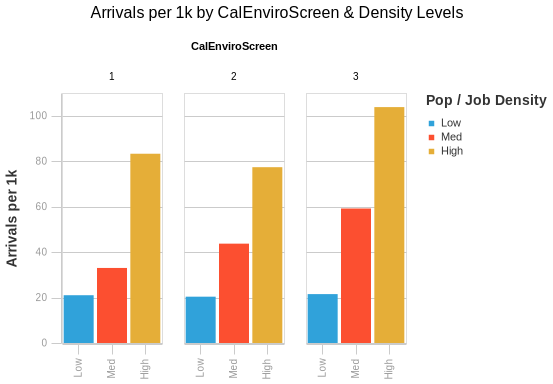 Arrivals per 1k by CalEnviroScreen & Density Levels
CalEnviroScreen
1 2 3
Pop / Job Density
Low
Med
High
Arrivals per 1k
100
80
60
40
20
0
Low Med High Low Med High Low Med High